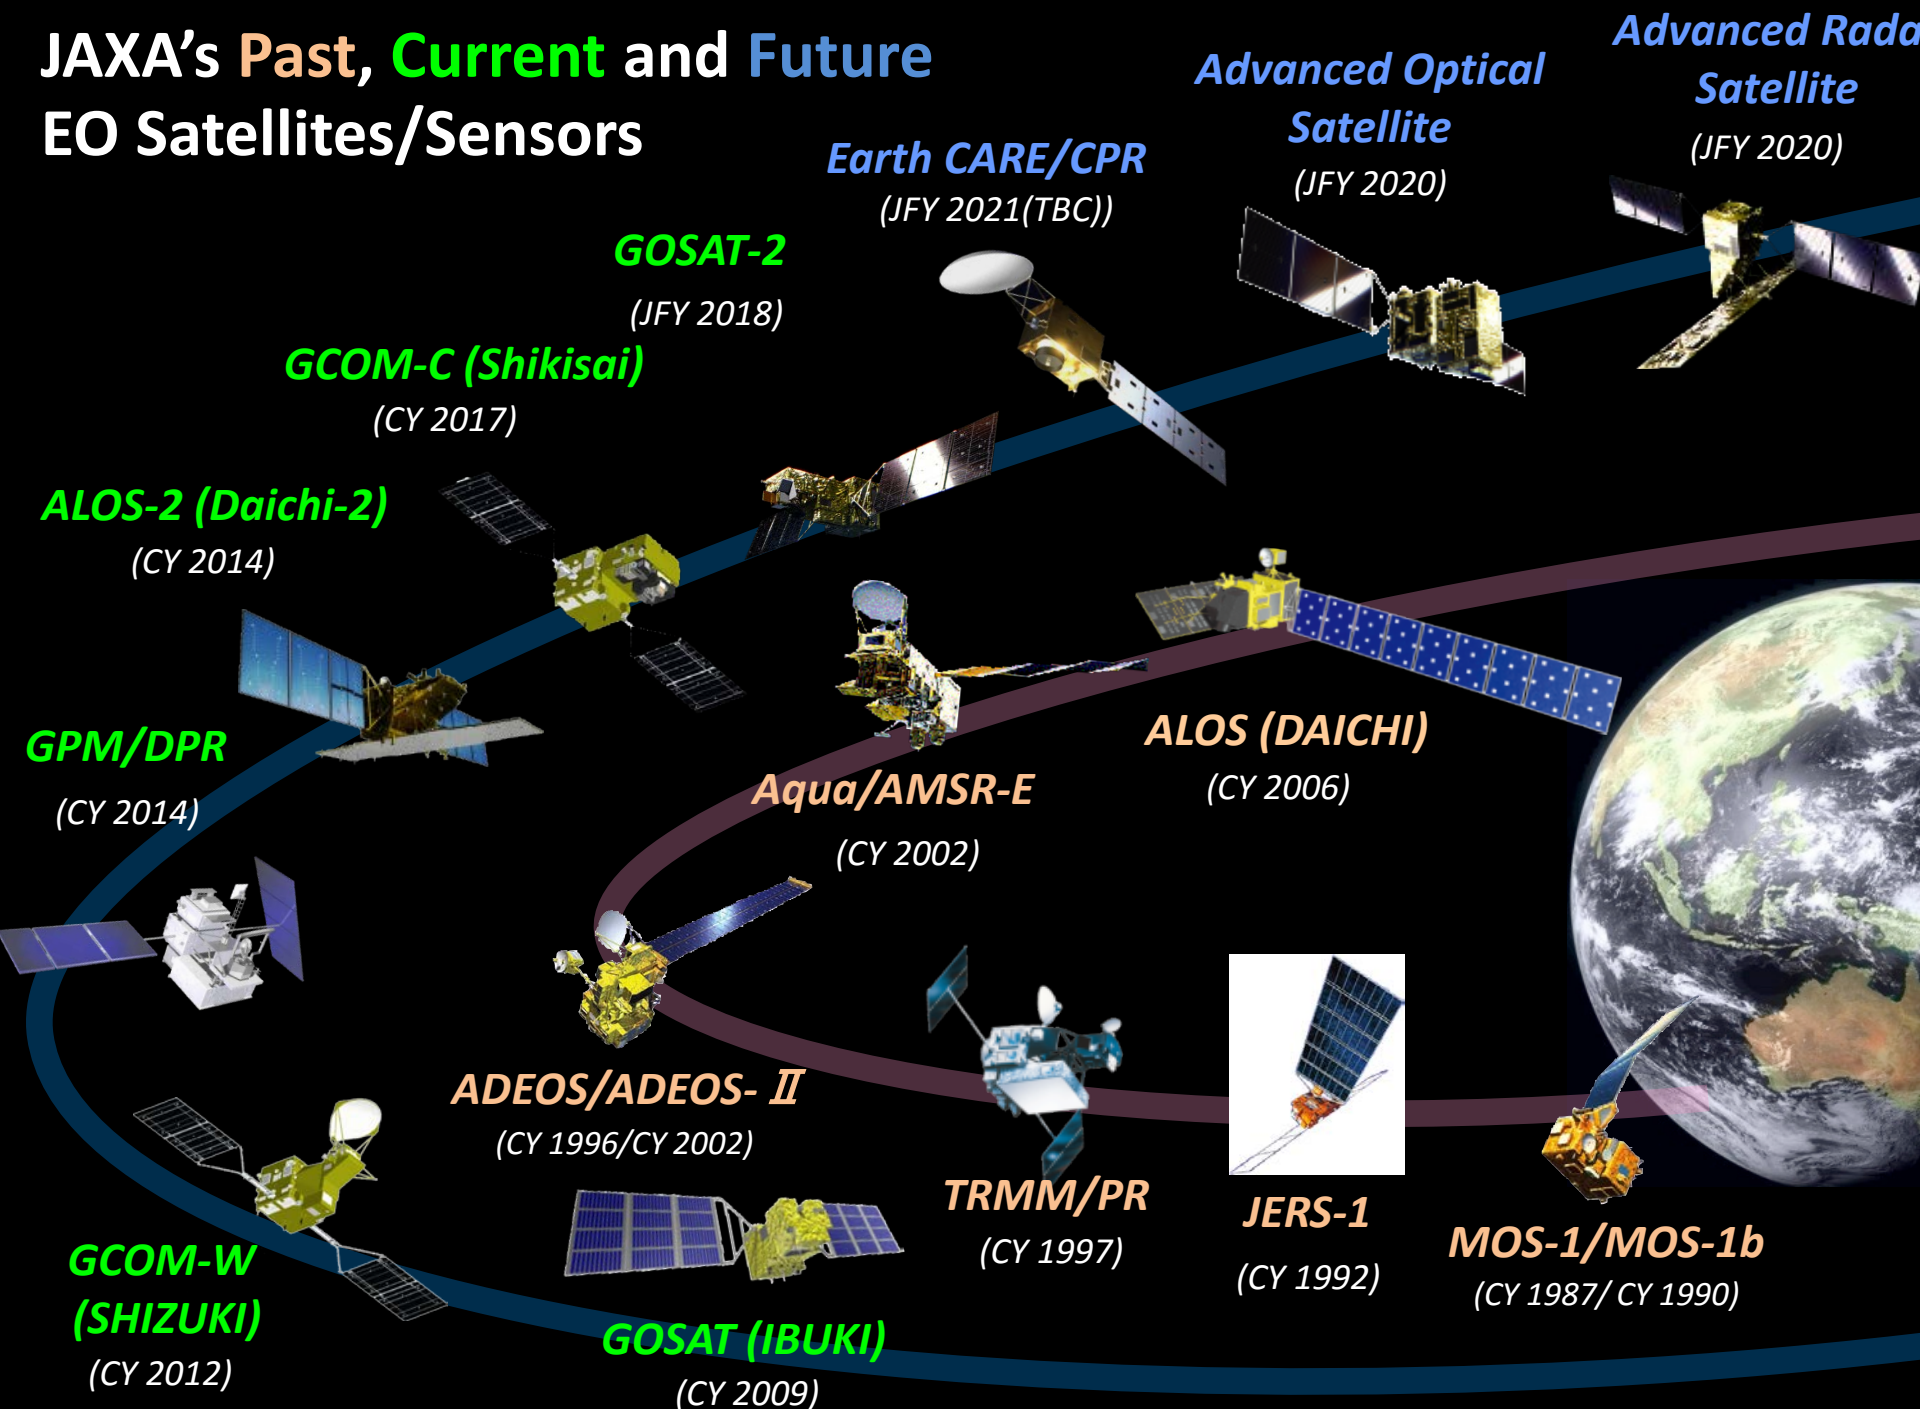 JAXA's Past, Current and Future
EO Satellites/Sensors
Advanced Optical
Satellite
(JFY 2020)
Advanced Rada
Satellite
(JFY 2020)
Earth CARE/CPR
(JFY 2021(TBC))
GOSAT-2
(JFY 2018)
GCOM-C (Shikisai)
(CY 2017)
ALOS-2 (Daichi-2)
(CY 2014)
GPM/DPR
(CY 2014)
Aqua/AMSR-E
(CY 2002)
ALOS (DAICHI)
(CY 2006)
ADEOS/ADEOS-Ⅱ
(CY 1996/CY 2002)
TRMM/PR
(CY 1997)
JERS-1
(CY 1992)
MOS-1/MOS-1b
(CY 1987/ CY 1990)
GCOM-W
(SHIZUKI)
(CY 2012)
GOSAT (IBUKI)
(CY 2009)